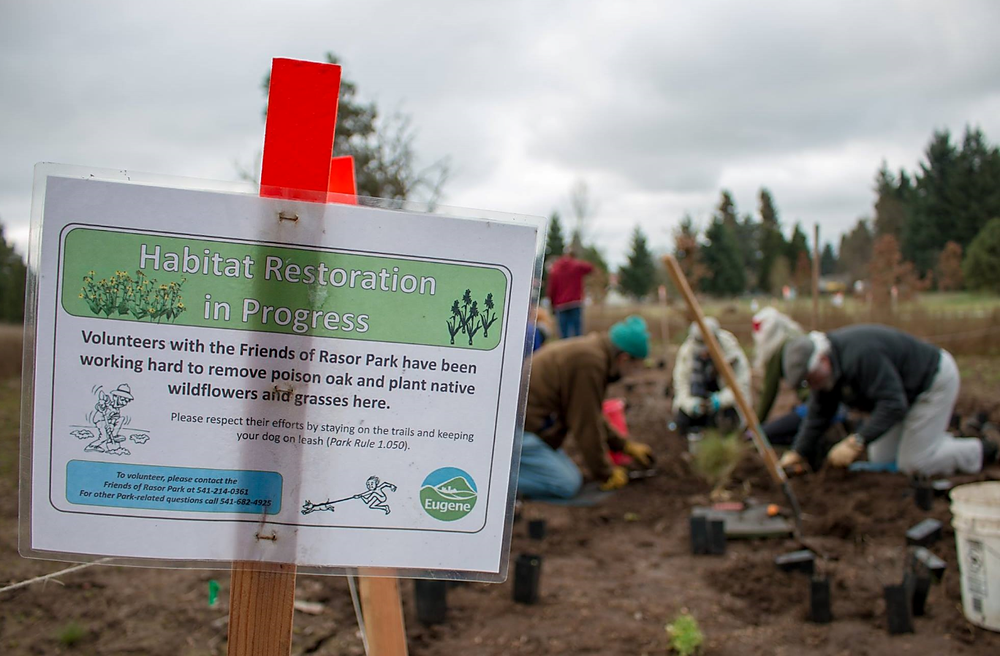 Habitat Restoration
in Progress
Volunteers with the Friends of Rasor Park have been
working hard to remove poison oak and plant native
wildflowers and grasses here.
Please respect their efforts by staying on the trails and keeping
your dog on leash (Park Rule 1.050).
To volunteer, please contact the
Friends of Rasor Park at 541-214-0361
For other Park-related questions call 541-682-4925
Eugene